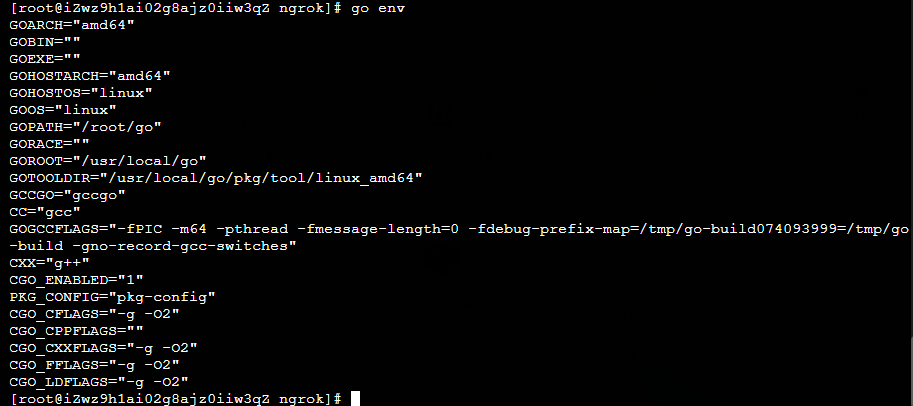 [root@iZwz9h1ai02g8ajz0iiw3qZ ngrok]# go env
GOARCH="amd64"
GOBIN=""
GOEXE=""
GOHOSTARCH="amd64"
GOHOSTOS="linux"
GOOS="linux"
GOPATH="/root/go"
GORACE=""
GOROOT="/usr/local/go"
GOTOOLDIR="/usr/local/go/pkg/tool/linux_amd64"
GCCGO="gccgo"
CC="gcc"
GOGCCFLAGS="-fPIC -m64 -pthread -fmessage-length=0 -fdebug-prefix-map=/tmp/go-build074093999=/tmp/go
-build -gno-record-gcc-switches"
CXX="g++"
CGO_ENABLED="1"
PKG_CONFIG="pkg-config"
CGO_CFLAGS="-g -O2"
CGO_CPPFLAGS=""
CGO_CXXFLAGS="-g -O2"
CGO_FFLAGS="-g -O2"
CGO_LDFLAGS="-g -O2"
[root@iZwz9h1ai02g8ajz0iiw3qZ ngrok]#